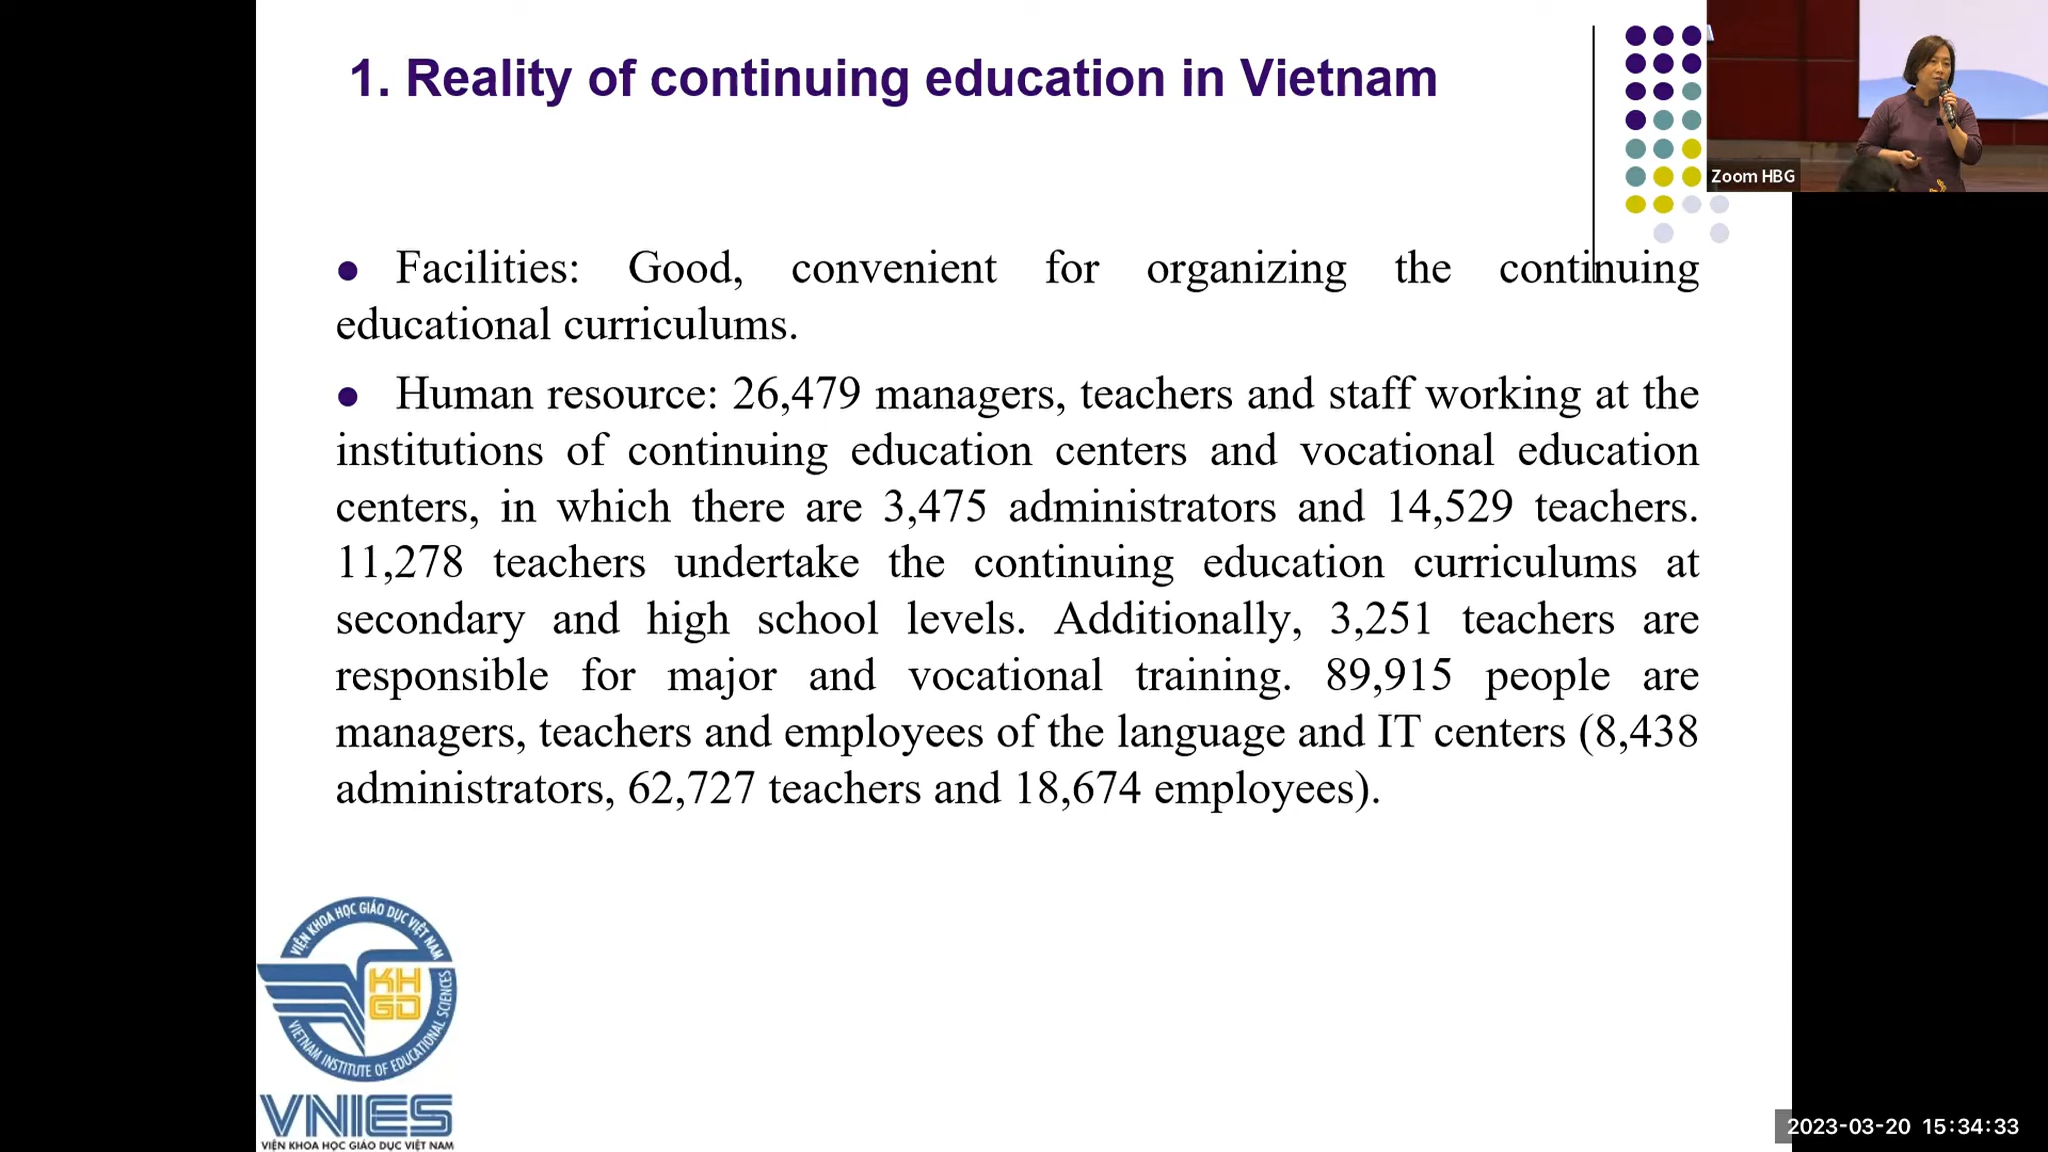 1. Reality of continuing education in Vietnam
Zoom HBG
Facilities: Good, convenient for organizing the continuing
educational curriculums.
Human resource: 26,479 managers, teachers and staff working at the
institutions of continuing education centers and vocational education
centers, in which there are 3,475 administrators and 14,529 teachers.
11,278 teachers undertake the continuing education curriculums at
secondary and high school levels. Additionally, 3,251 teachers are
responsible for major and vocational training. 89,915 people are
managers, teachers and employees of the language and IT centers (8,438
administrators, 62,727 teachers and 18,674 employees).
VIỆN KHOA HỌC GIÁO DỤC VIỆT NAM
KH
GD
VIETNAM INSTITUTE OF EDUCATIONAL SCIENCES
VNIES
VIỆN KHOA HỌC GIÁO DỤC VIỆT NAM
2023-03-20 15:34:33